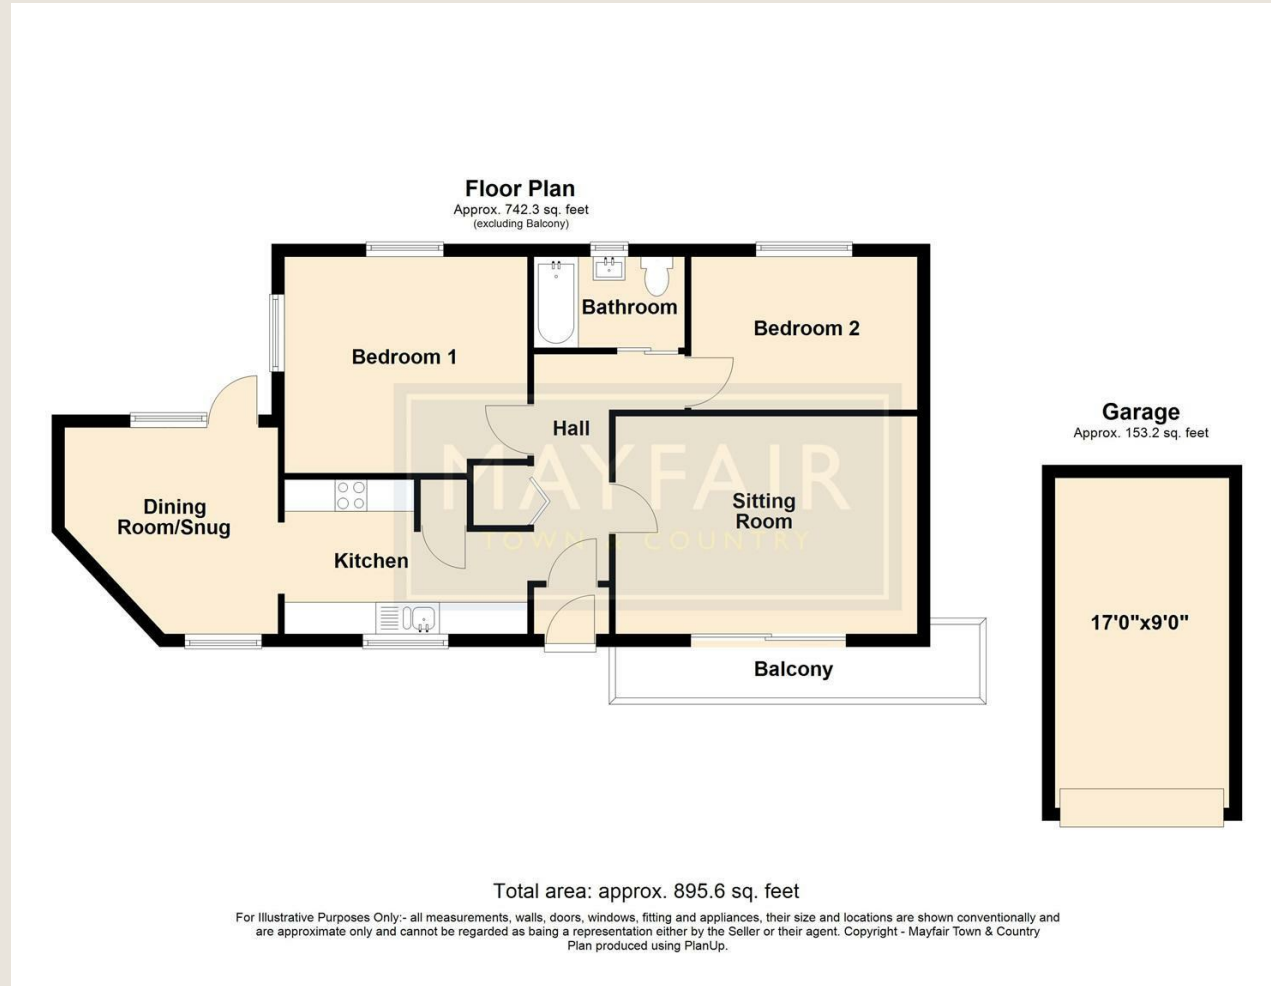 Floor Plan
Approx. 742.3 sq. feet
(excluding Balcony)
Bathroom
Bedroom 2
Bedroom 1
Hall
Garage
Approx. 153.2 sq. feet
MAYFAIR
TOWN & COUNTRY
Sitting
Room
Dining
Room/Snug
Kitchen
17'0"x9'0"
Balcony
Total area: approx. 895.6 sq. feet
For Illustrative Purposes Only:- all measurements, walls, doors, windows, fitting and appliances, their size and locations are shown conventionally and
are approximate only and cannot be regarded as baing a representation either by the Seller or their agent. Copyright - Mayfair Town & Country
Plan produced using PlanUp.